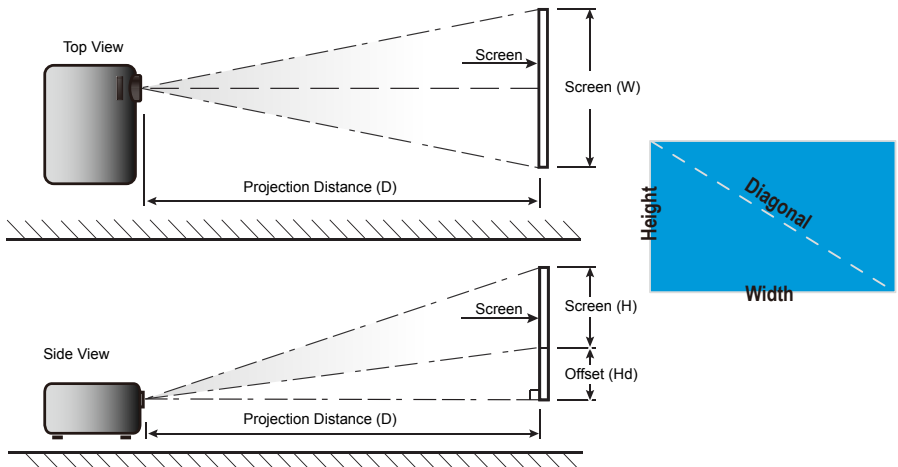 Top View
Screen
Screen (W)
Projection Distance (D)
Height
Diagonal
Width
Screen
Screen (H)
Side View
Offset (Hd)
Projection Distance (D)